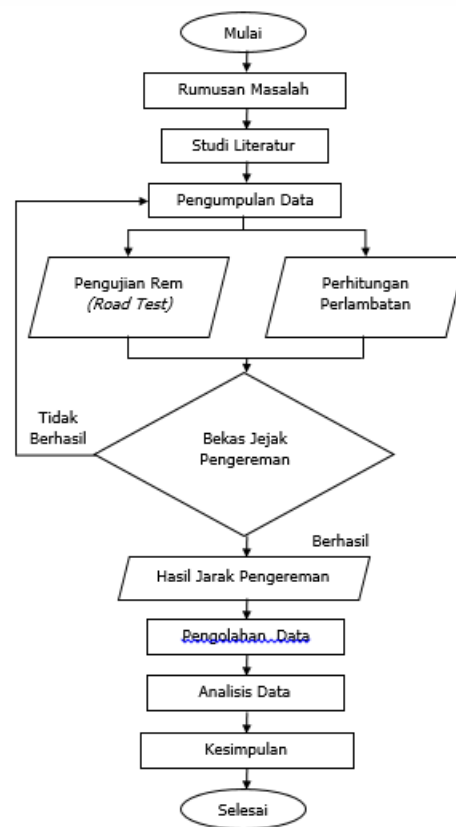 Mulai
Rumusan Masalah
Studi Literatur
Pengumpulan Data
Pengujian Rem
(Road Test)
Perhitungan
Perlambatan
Tidak
Berhasil
Bekas Jejak
Pengereman
Berhasil
Hasil Jarak Pengereman
Pengolahan Data
Analisis Data
Kesimpulan
Selesai